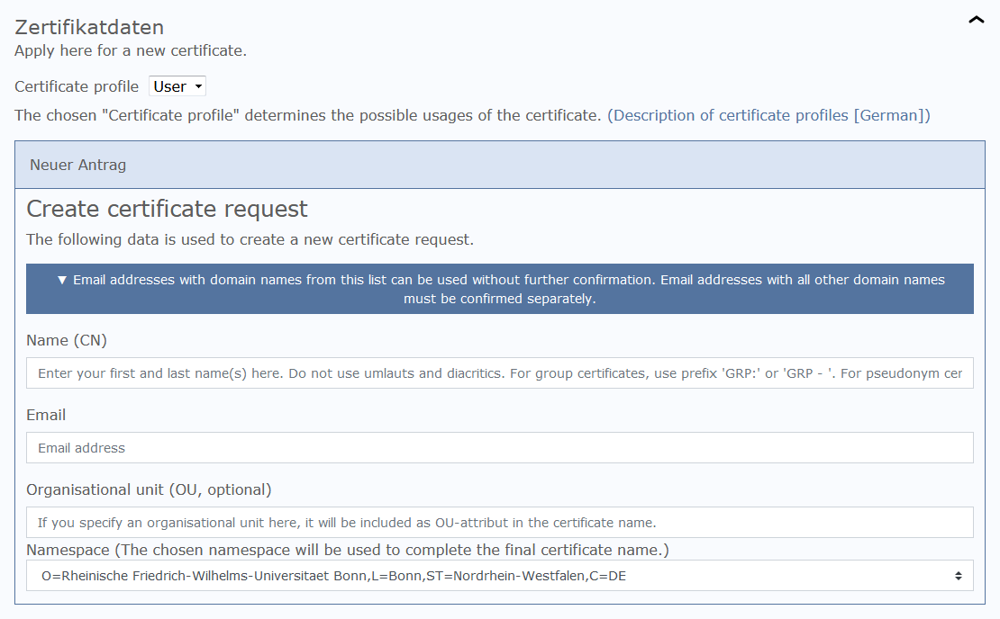 Zertifikatdaten
Apply here for a new certificate.
Certificate profile User
The chosen "Certificate profile" determines the possible usages of the certificate. (Description of certificate profiles [German])
Neuer Antrag
Create certificate request
The following data is used to create a new certificate request.
▼ Email addresses with domain names from this list can be used without further confirmation. Email addresses with all other domain names
must be confirmed separately.
Name (CN)
Enter your first and last name(s) here. Do not use umlauts and diacritics. For group certificates, use prefix 'GRP:' or 'GRP - '. For pseudonym cer
Email
Email address
Organisational unit (OU, optional)
If you specify an organisational unit here, it will be included as OU-attribut in the certificate name.
Namespace (The chosen namespace will be used to complete the final certificate name.)
O=Rheinische Friedrich-Wilhelms-Universitaet Bonn,L=Bonn,ST=Nordrhein-Westfalen,C=DE